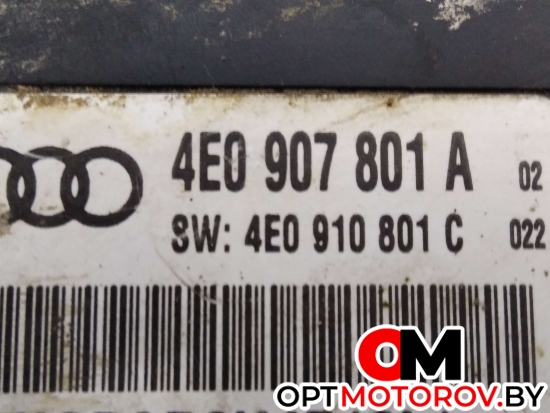 4E0 907 801 A 02
SW: 4E0 910 801 C 022
OM
OPTMOTOROV.BY